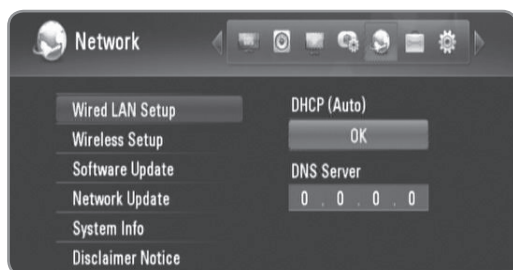 Network
Wired LAN Setup
Wireless Setup
Software Update
Network Update
System Info
Disclaimer Notice
DHCP (Auto)
OK
DNS Server
0 . 0 . 0 . 0